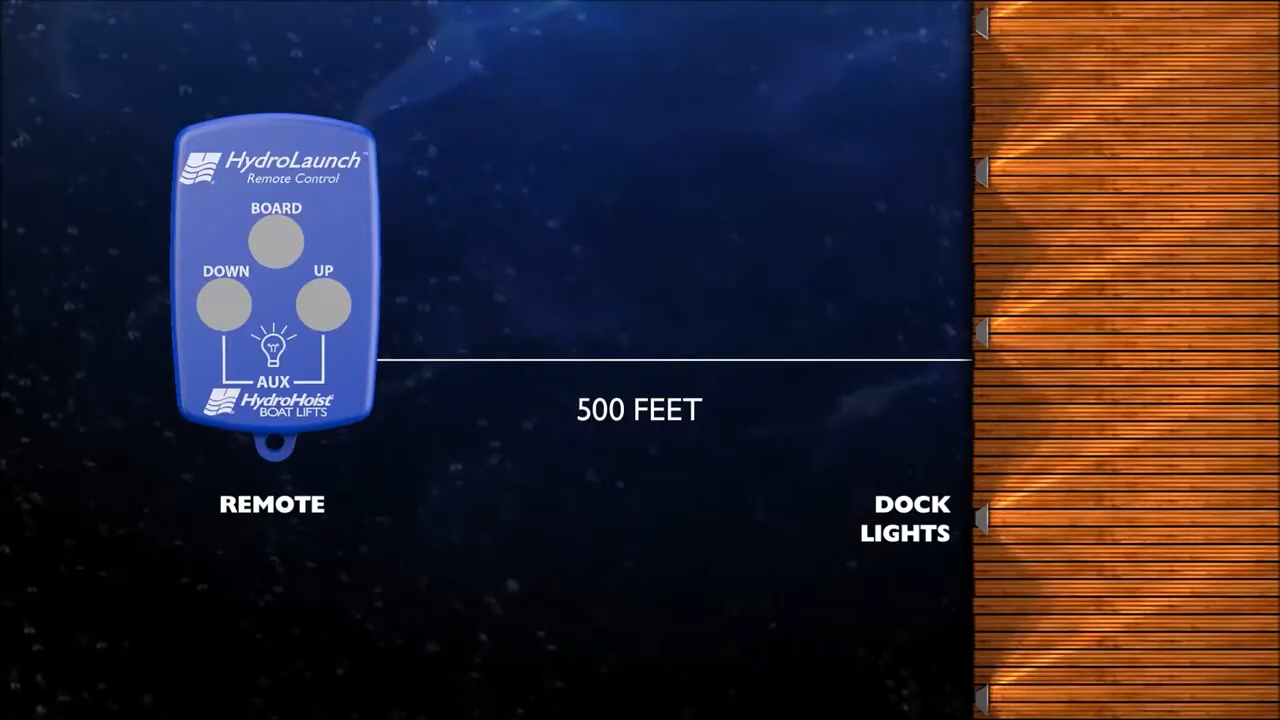 HydroLaunch™
Remote Control
BOARD
DOWN UP
AUX
HydroHoist®
BOAT LIFTS
500 FEET
REMOTE
DOCK
LIGHTS